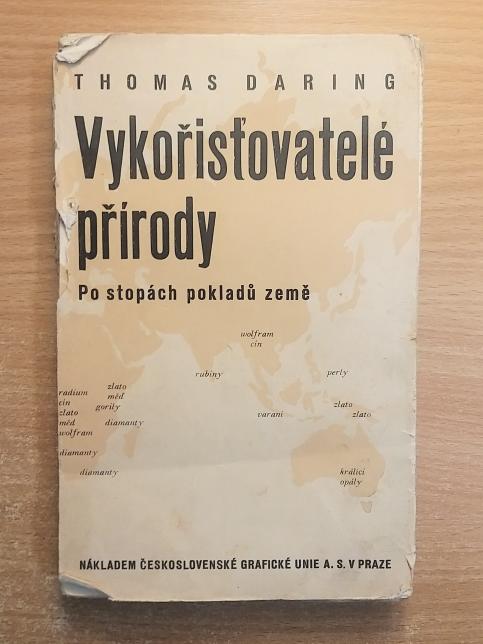 THOMAS DARING
Vykořisťovatelé
přírody
Po stopách pokladů země
wolfram
cín
rubíny
perly
radium
cín
zlato
měď
wolfram
zlato
měď
gorily
diamanty
varani
zlato
zlato
diamanty
diamanty
králíci
opály
NÁKLADEM ČESKOSLOVENSKÉ GRAFICKÉ UNIE A. S. V PRAZE